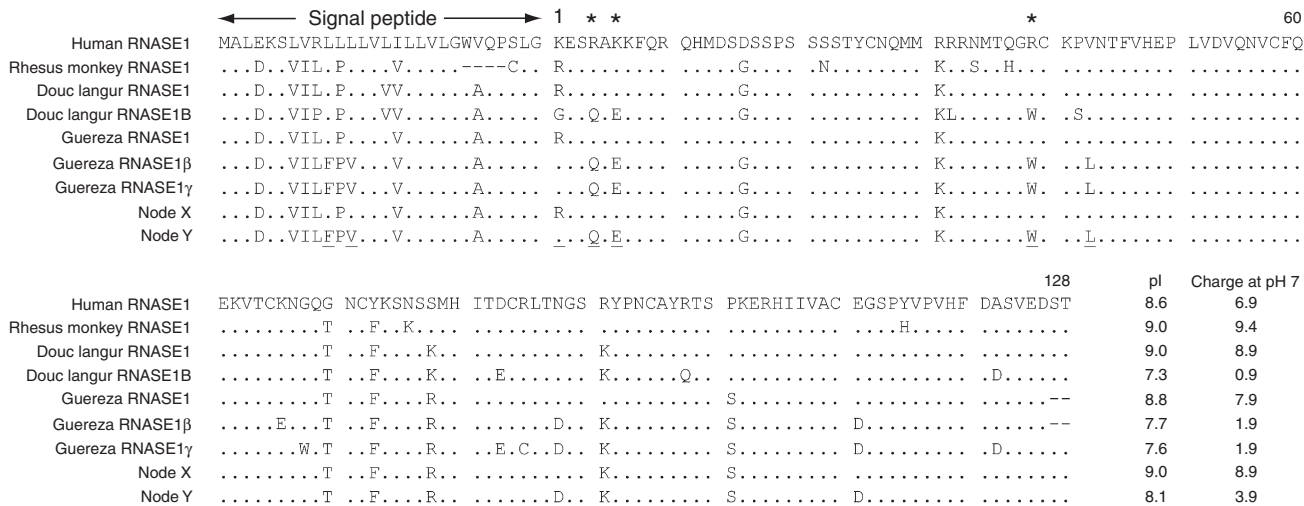 Signal peptide 1 * * * 60
Human RNASE1 MALEKSLVRLLLLVLILLVLGWVQPSLG KESRAKKFQR QHMDSDSSPS SSSTYCNQMM RRRNMTQGRC KPVNTFVHEP LVDVQNVCFQ
Rhesus monkey RNASE1 ...D..VIL.P....V.....----C.. R......... .......G.. ..N....... K..S..H... .......... ..........
Douc langur RNASE1 ...D..VIL.P...VV......A..... R......... .......G.. .......... K......... .......... ..........
Douc langur RNASE1B ...D..VIP.P...VV......A..... G..Q.E.... .......G.. .......... KL......W. .S........ ..........
Guereza RNASE1 ...D..VIL.P....V......A..... R......... .......... .......... K......... .......... ..........
Guereza RNASE1β ...D..VILFPV...V......A..... ...Q.E.... .......G.. .......... K.......W. ..L....... ..........
Guereza RNASE1γ ...D..VILFPV...V......A..... ...Q.E.... .......G.. .......... K.......W. ..L....... ..........
Node X ...D..VIL.P....V......A..... R......... .......G.. .......... K......... .......... ..........
Node Y ...D..VILFPV...V......A..... ...Q.E.... .......G.. .......... K.......W. ..L....... ..........
128 pI Charge at pH 7
Human RNASE1 EKVTCKNGQG NCYKSNSSMH ITDCRLTNGS RYPNCAYRTS PKERHIIVAC EGSPYVPVHF DASVEDST 8.6 6.9
Rhesus monkey RNASE1 .........T ..F..K.... .......... .......... .......... ....H..... ........ 9.0 9.4
Douc langur RNASE1 .........T ..F....K.. .......... K......... .......... .......... ........ 9.0 8.9
Douc langur RNASE1B .........T ..F....K.. ..E....... K......Q.. .......... .......... .D...... 7.3 0.9
Guereza RNASE1 .........T ..F....R.. .......... K......... S......... .......... ......-- 8.8 7.9
Guereza RNASE1β .....E...T ..F....R.. .......D.. K......... S......... D......... ......-- 7.7 1.9
Guereza RNASE1γ .......W.T ..F....R.. ..E.C..D.. K......... S......... D......... .D...... 7.6 1.9
Node X .........T ..F....R.. .......... K......... S......... .......... ........ 9.0 8.9
Node Y .........T ..F....R.. .......D.. K......... S......... D......... ........ 8.1 3.9